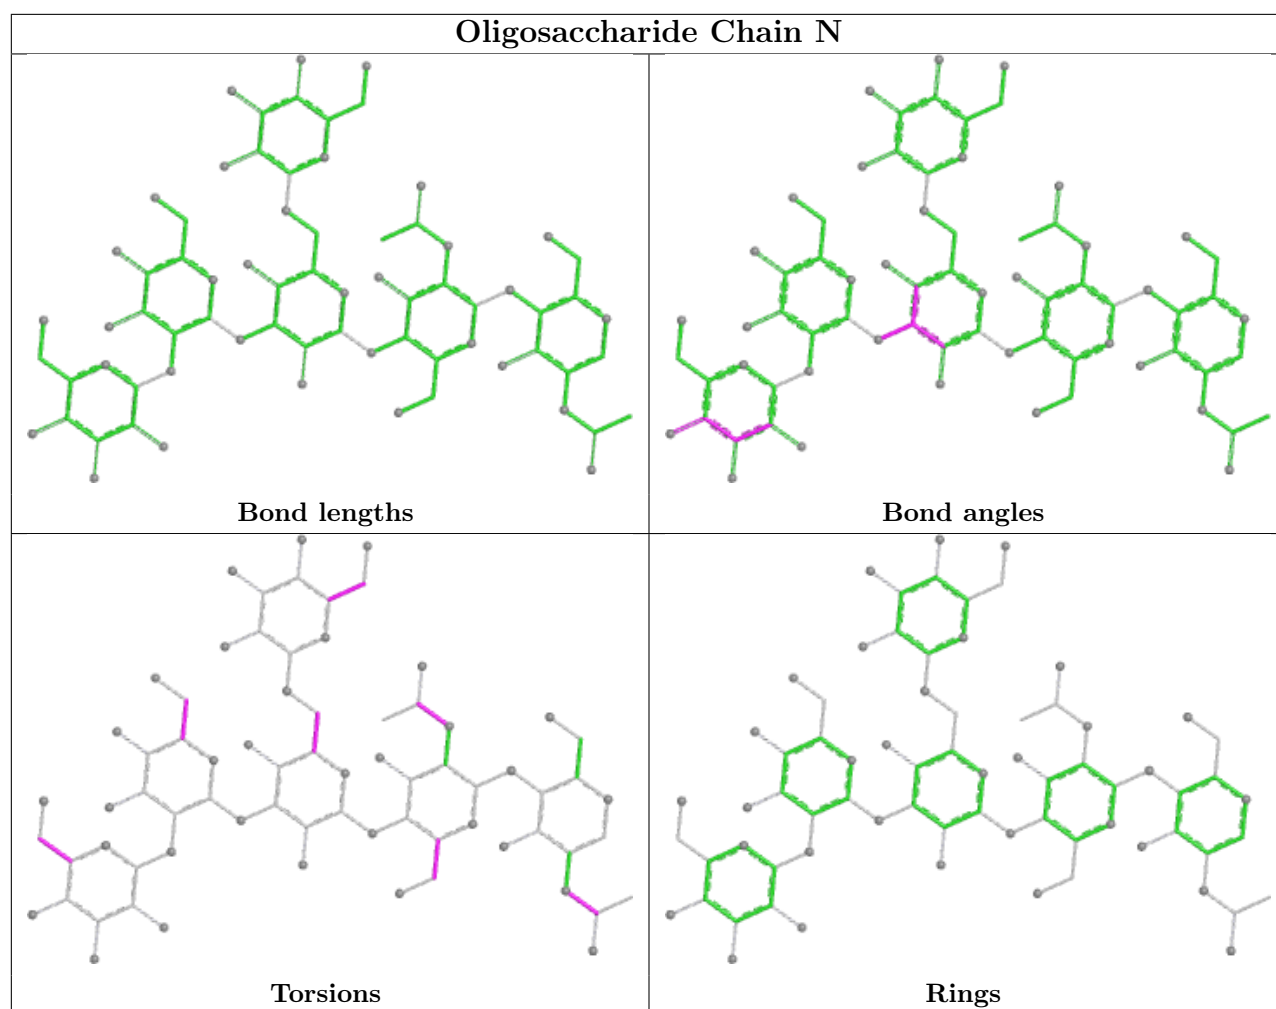 Oligosaccharide Chain N
Bond lengths
Bond angles
Torsions
Rings